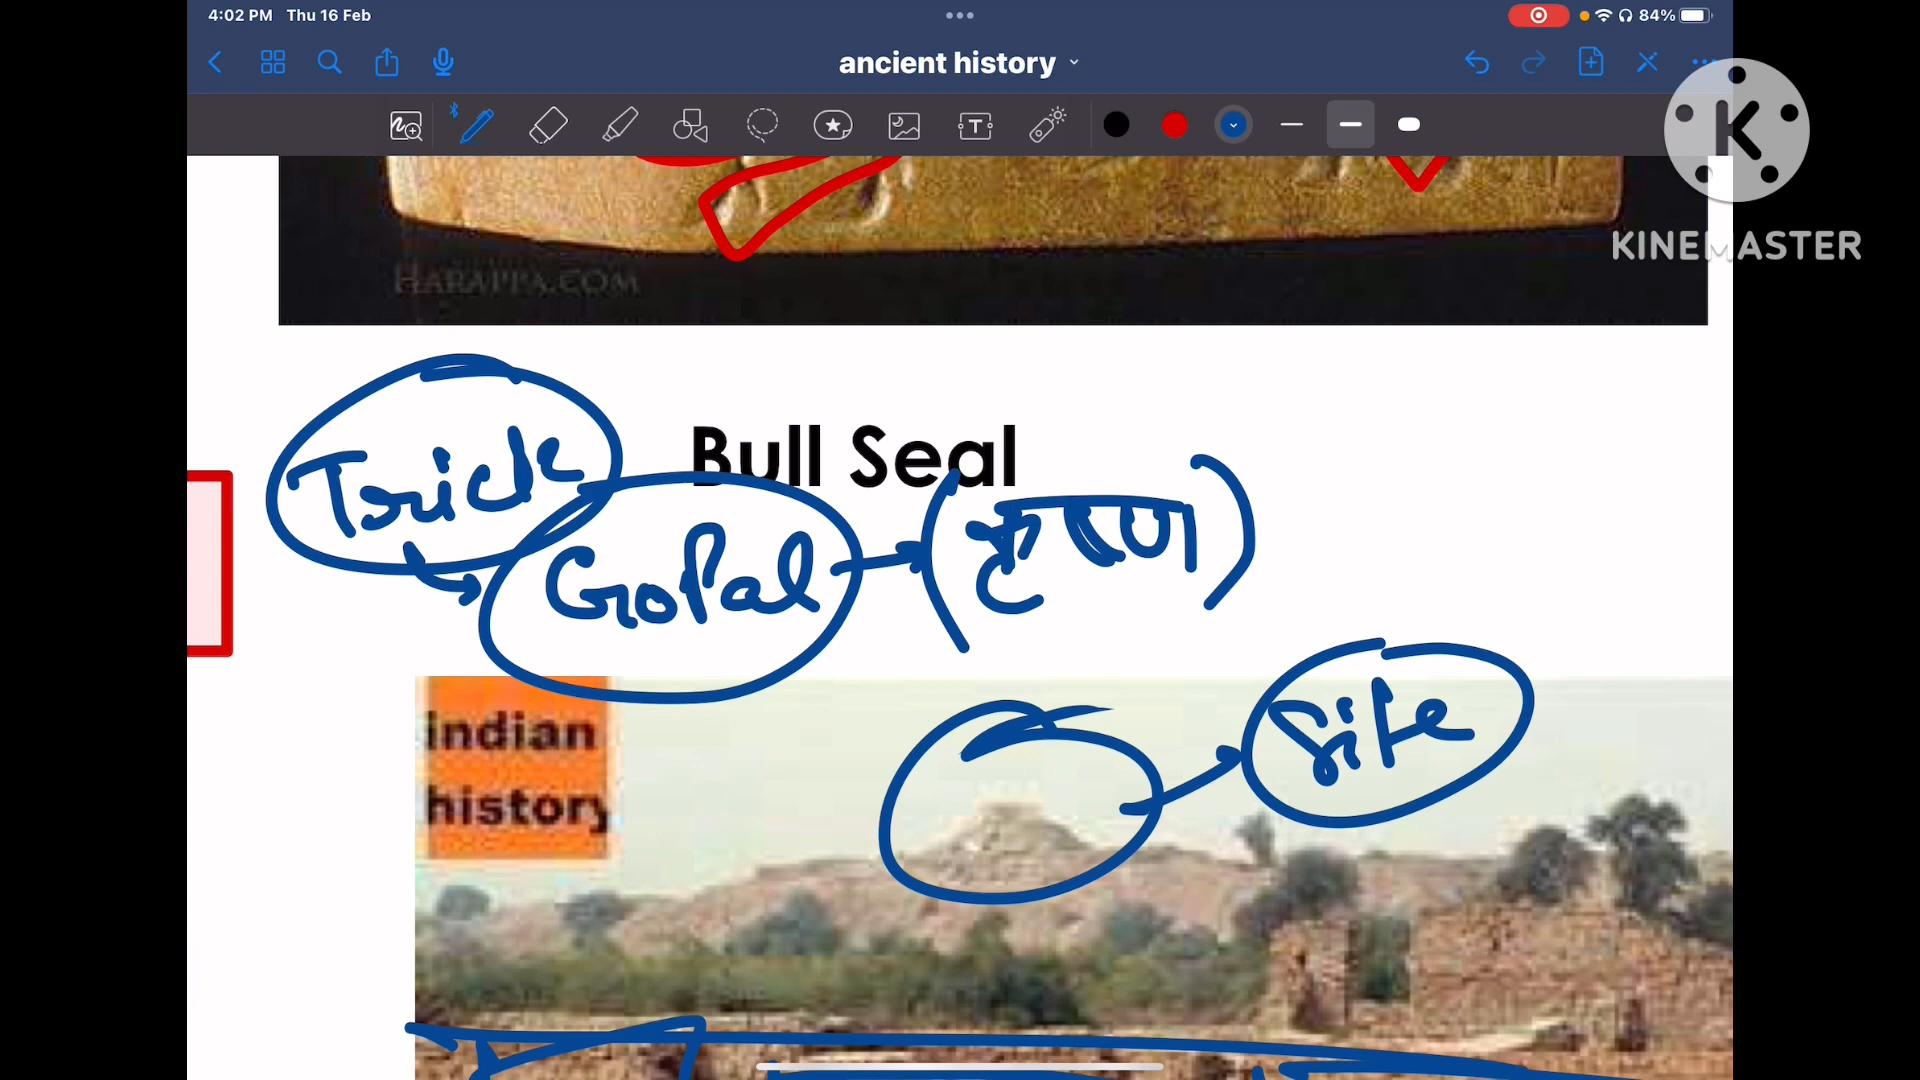 4:02 PM Thu 16 Feb
84%
ancient history
T
K
KINEMASTER
HARAPPA.COM
Bull Seal
Trick
GoPal
(कृष्ण)
Site
indian
history